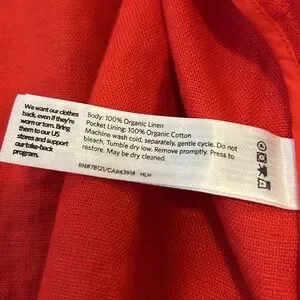 We want our clothes
back, even if they're
worn or torn. Bring
them to our US
stores and support
our take-back
program.
Body: 100% Organic Linen
Pocket Lining: 100% Organic Cotton
Machine wash cold, separately, gentle cycle. Do not
bleach. Tumble dry low. Remove promptly. Press to
restore. May be dry cleaned.
RN#78121/CA#63918 HLH